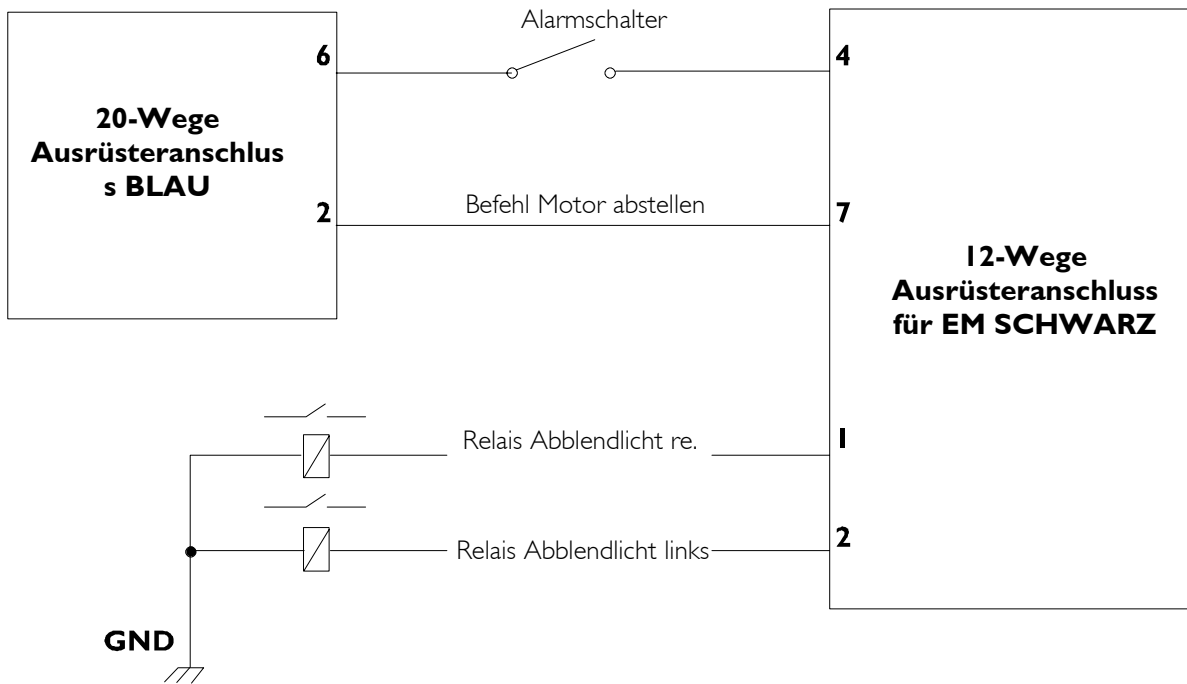 Alarmschalter
6
4
20-Wege
Ausrüsteranschlus
s BLAU
2
Befehl Motor abstellen
7
12-Wege
Ausrüsteranschluss
für EM SCHWARZ
Relais Abblendlicht re.
1
Relais Abblendlicht links
2
GND